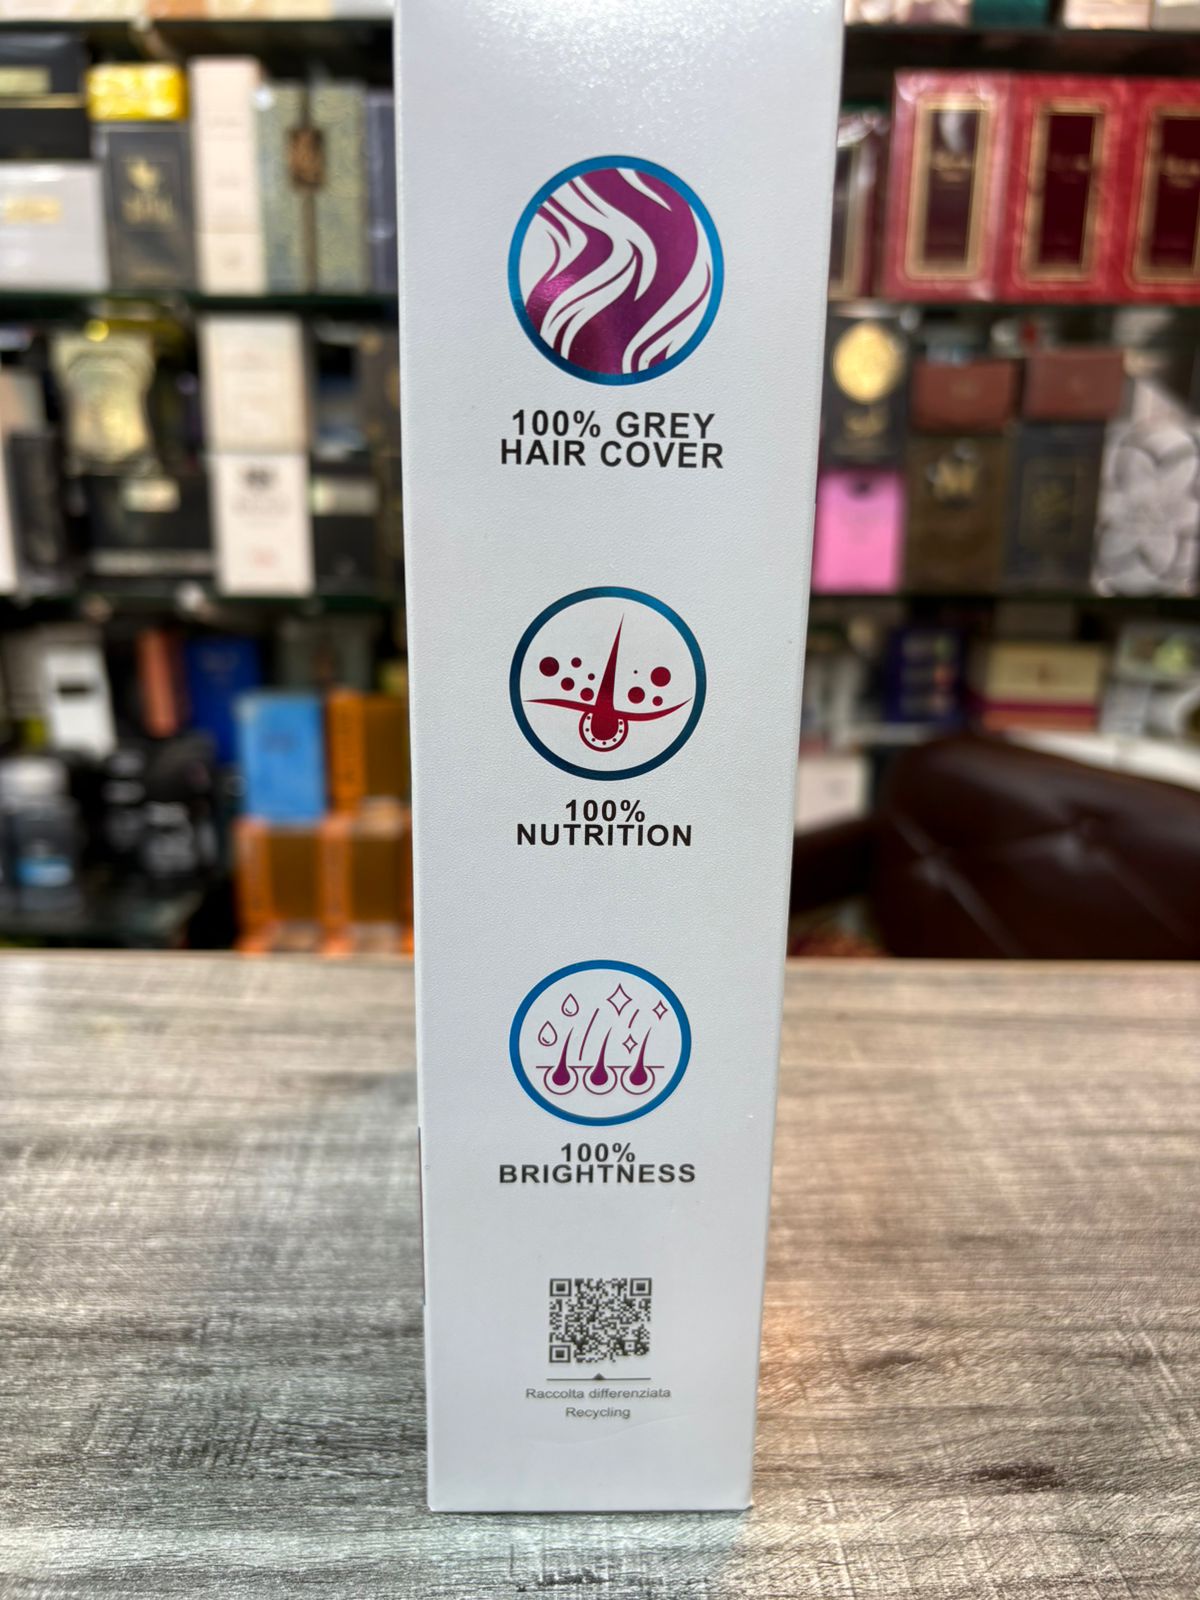 100% GREY
HAIR COVER
100%
NUTRITION
100%
BRIGHTNESS
Raccolta differenziata
Recycling